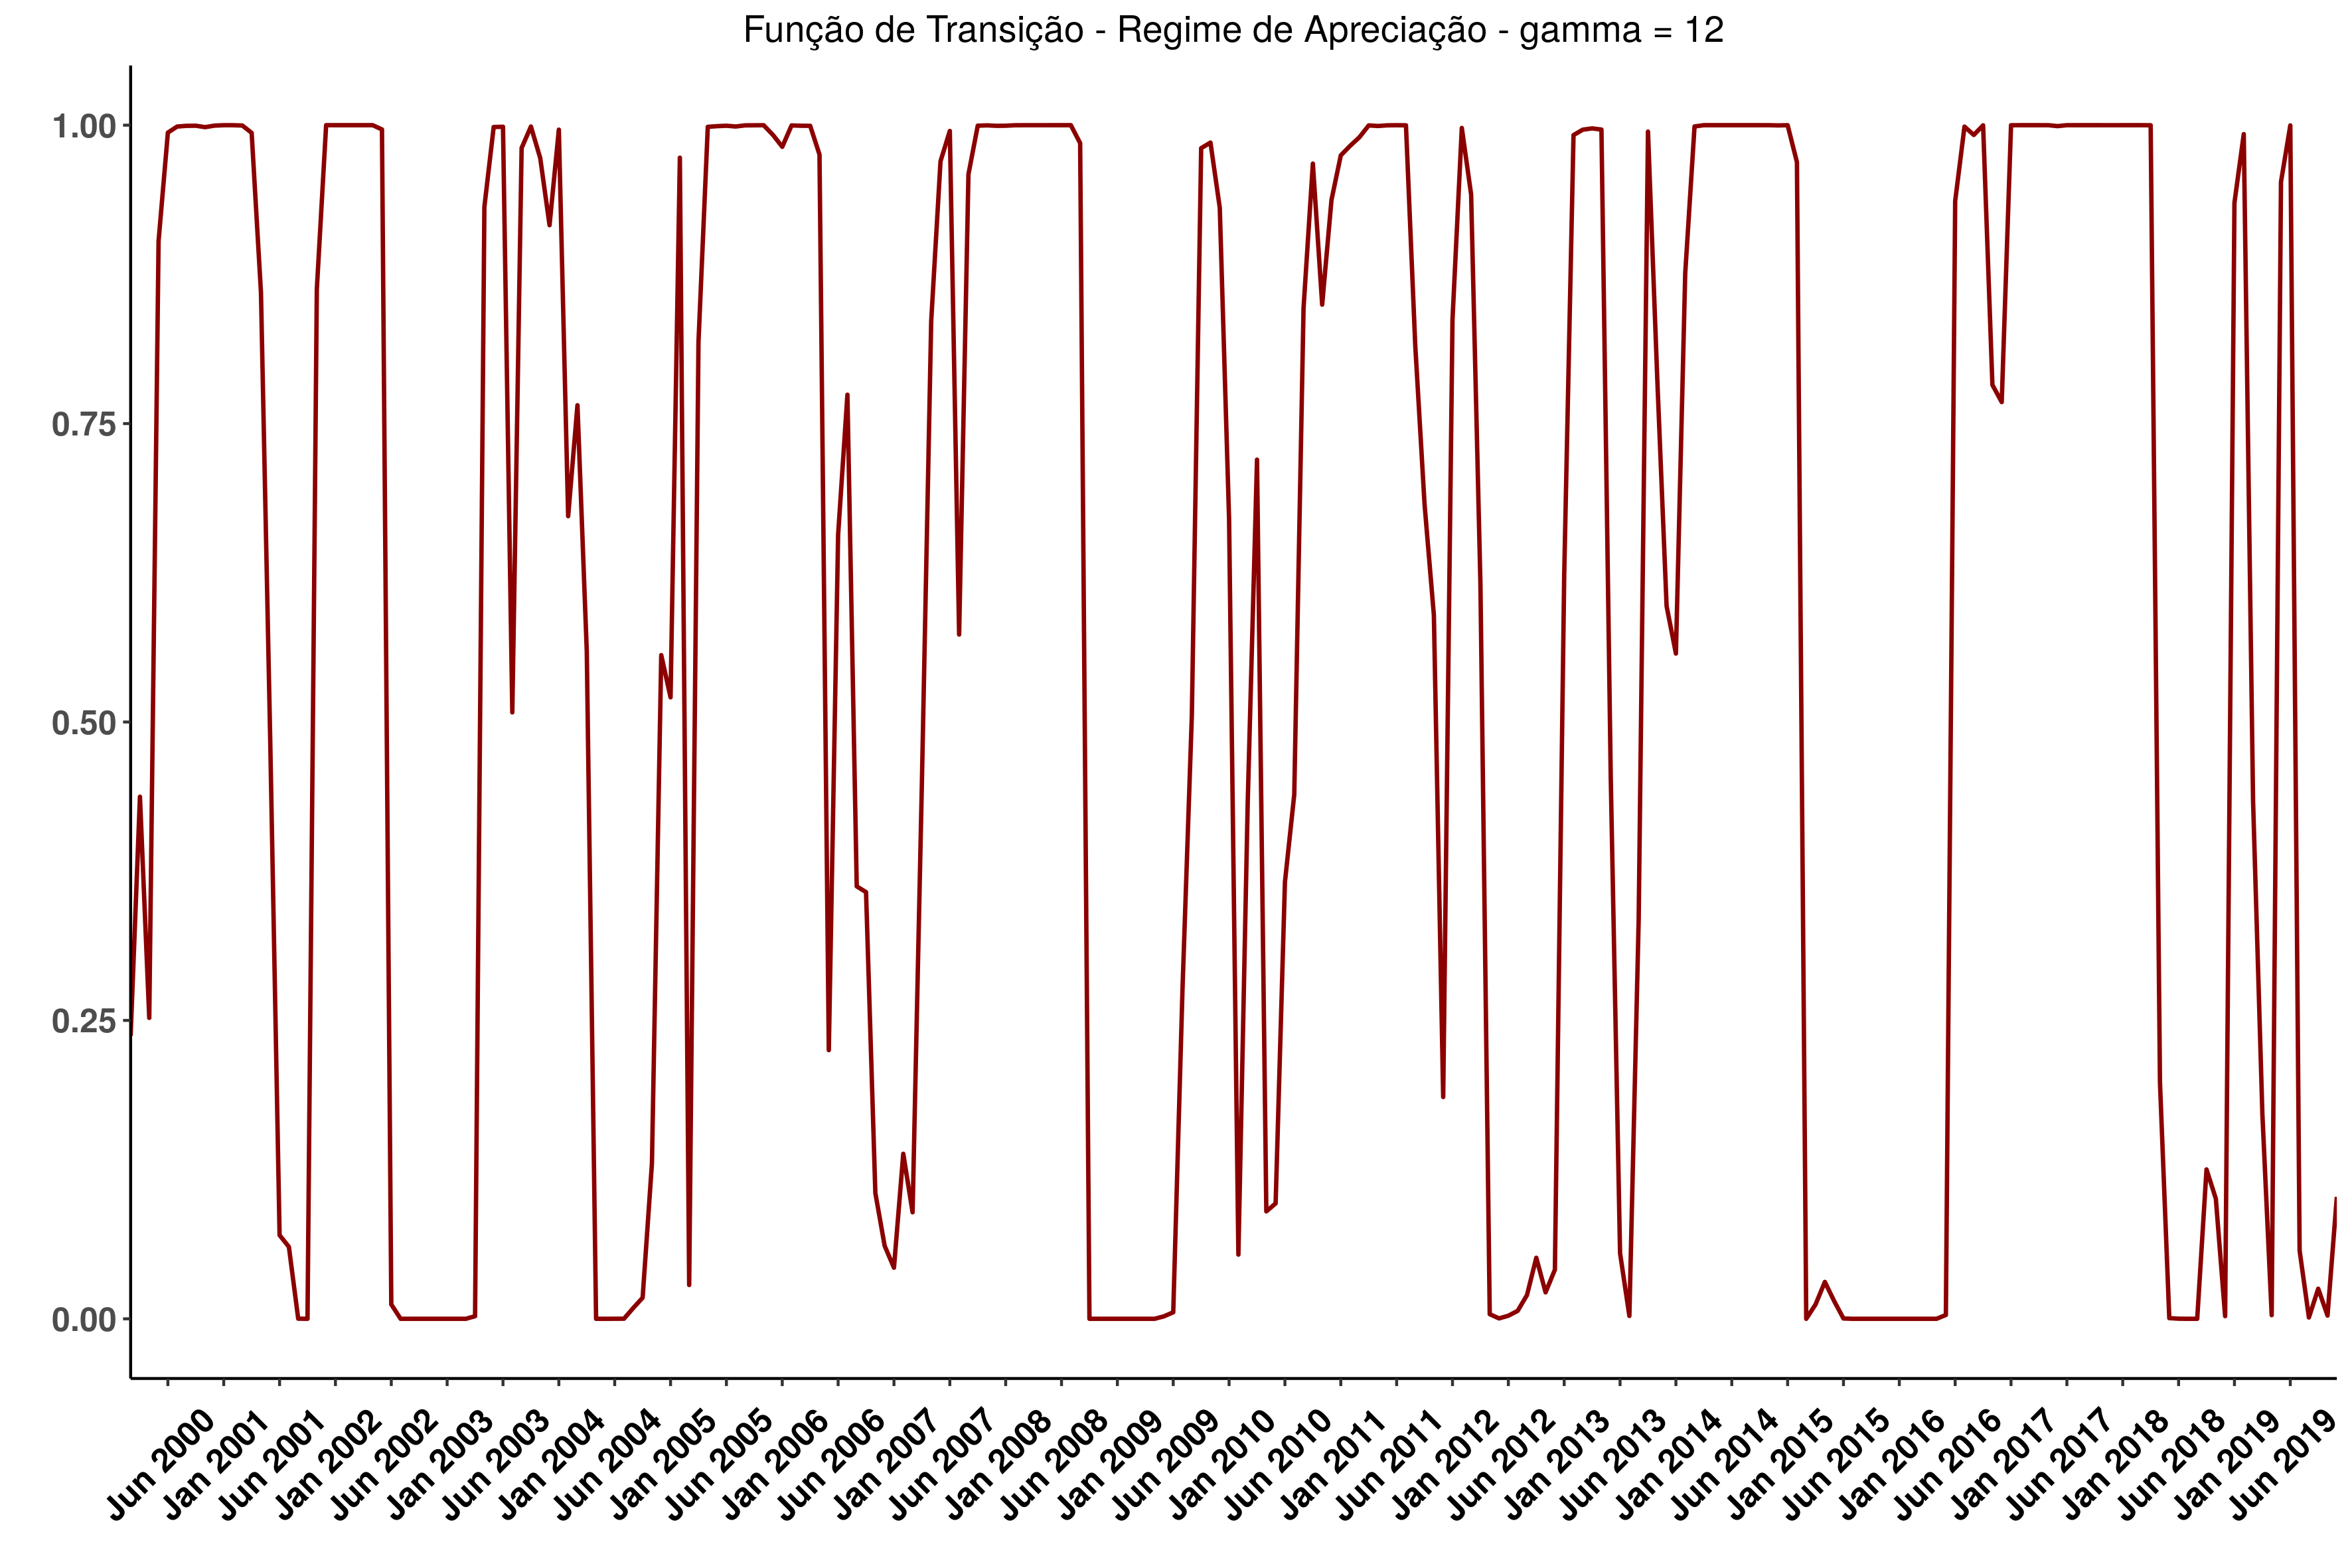 Função de Transição - Regime de Apreciação - gamma = 12
1.00
0.75
0.50
0.25
0.00
Jun 2000
Jan 2001
Jun 2001
Jan 2002
Jun 2002
Jan 2003
Jun 2003
Jan 2004
Jun 2004
Jan 2005
Jun 2005
Jan 2006
Jun 2006
Jan 2007
Jun 2007
Jan 2008
Jun 2008
Jan 2009
Jun 2009
Jan 2010
Jun 2010
Jan 2011
Jun 2011
Jan 2012
Jun 2012
Jan 2013
Jun 2013
Jan 2014
Jun 2014
Jan 2015
Jun 2015
Jan 2016
Jun 2016
Jan 2017
Jun 2017
Jan 2018
Jun 2018
Jan 2019
Jun 2019